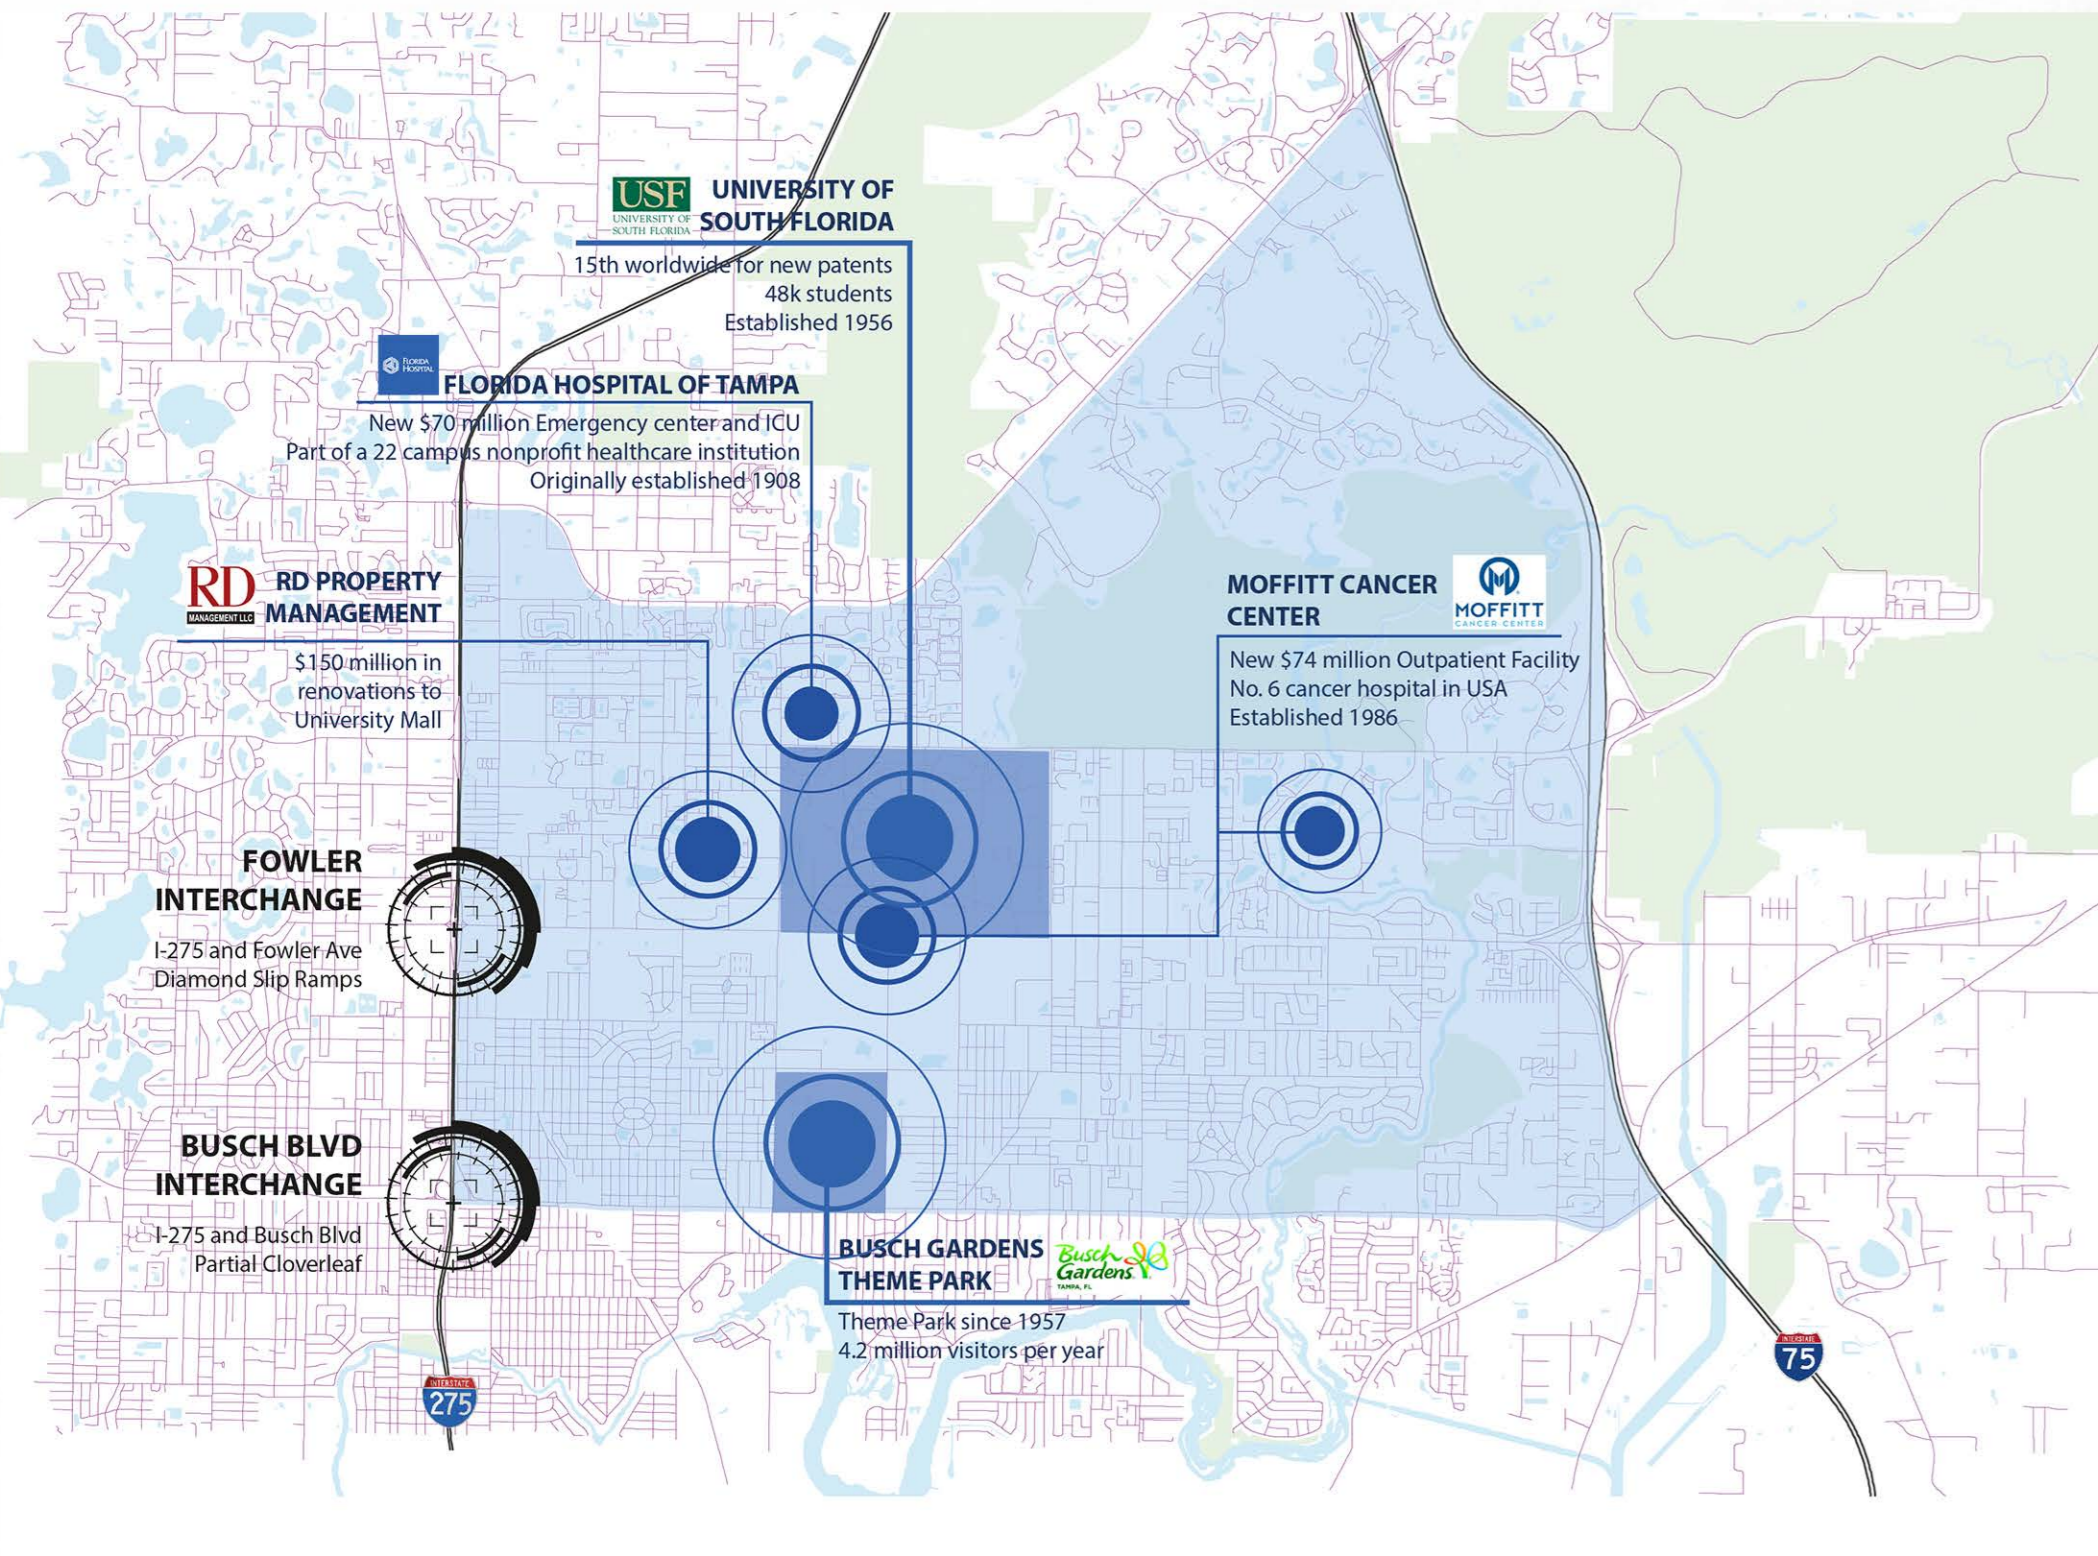 USF
UNIVERSITY OF
SOUTH FLORIDA
UNIVERSITY OF
SOUTH FLORIDA
15th worldwide for new patents
48k students
Established 1956
FLORIDA
HOSPITAL
FLORIDA HOSPITAL OF TAMPA
New $70 million Emergency center and ICU
Part of a 22 campus nonprofit healthcare institution
Originally established 1908
RD
MANAGEMENT LLC
RD PROPERTY
MANAGEMENT
$150 million in
renovations to
University Mall
MOFFITT CANCER
CENTER
MOFFITT
CANCER CENTER
New $74 million Outpatient Facility
No. 6 cancer hospital in USA
Established 1986
FOWLER
INTERCHANGE
I-275 and Fowler Ave
Diamond Slip Ramps
BUSCH BLVD
INTERCHANGE
I-275 and Busch Blvd
Partial Cloverleaf
BUSCH GARDENS
THEME PARK
Busch
Gardens
TAMPA, FL
Theme Park since 1957
4.2 million visitors per year
INTERSTATE
75
INTERSTATE
275